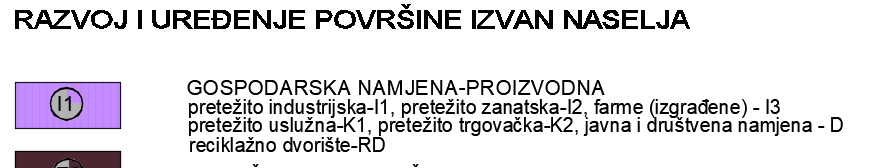 RAZVOJ I UREĐENJE POVRŠINE IZVAN NASELJA
I1
GOSPODARSKA NAMJENA-PROIZVODNA
pretežito industrijska-I1, pretežito zanatska-I2, farme (izgrađene) - I3
pretežito uslužna-K1, pretežito trgovačka-K2, javna i društvena namjena - D
reciklažno dvorište-RD